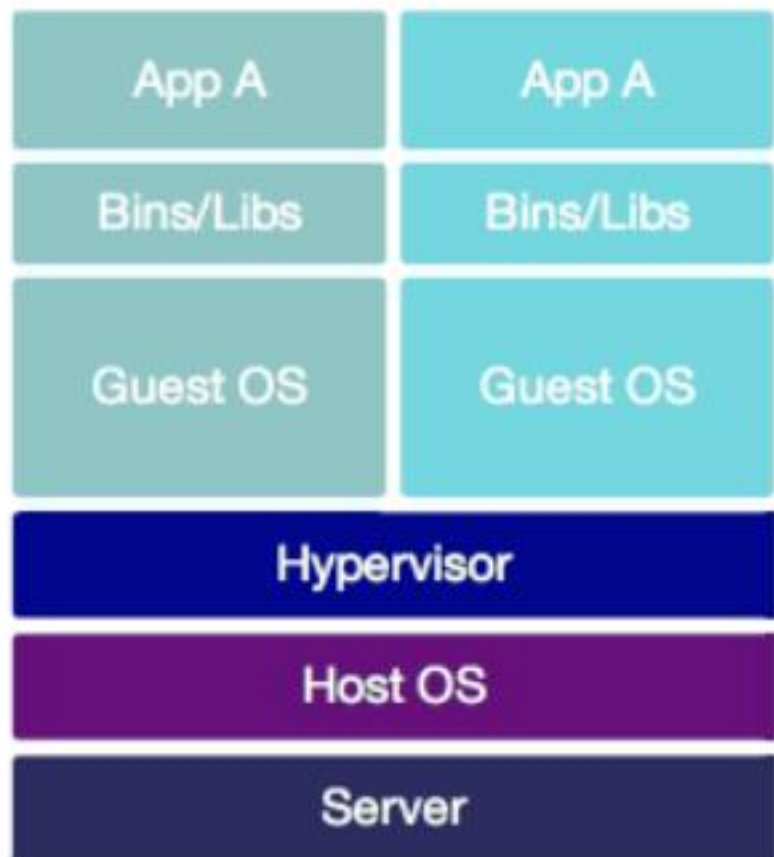 App A App A
Bins/Libs Bins/Libs
Guest OS Guest OS
Hypervisor
Host OS
Server